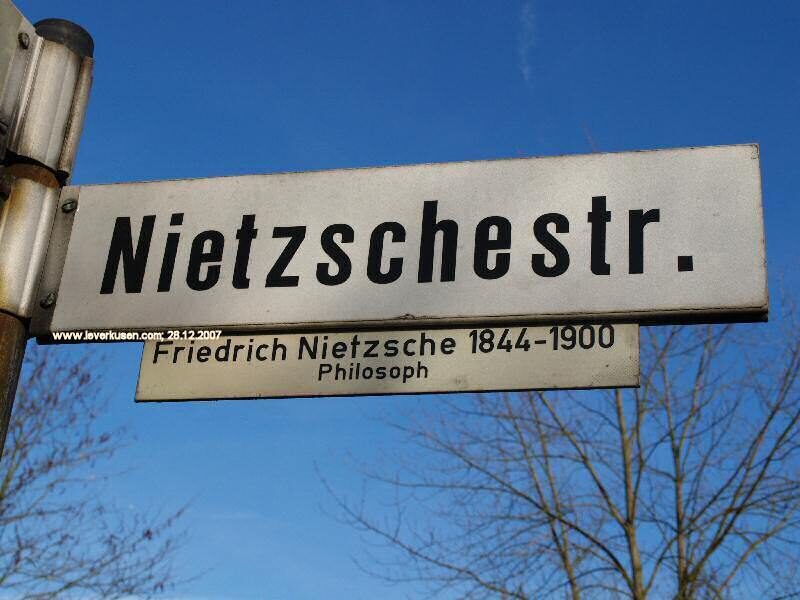 Nietzschestr.
www.leverkusen.com; 28.12.2007
Friedrich Nietzsche 1844-1900
Philosoph